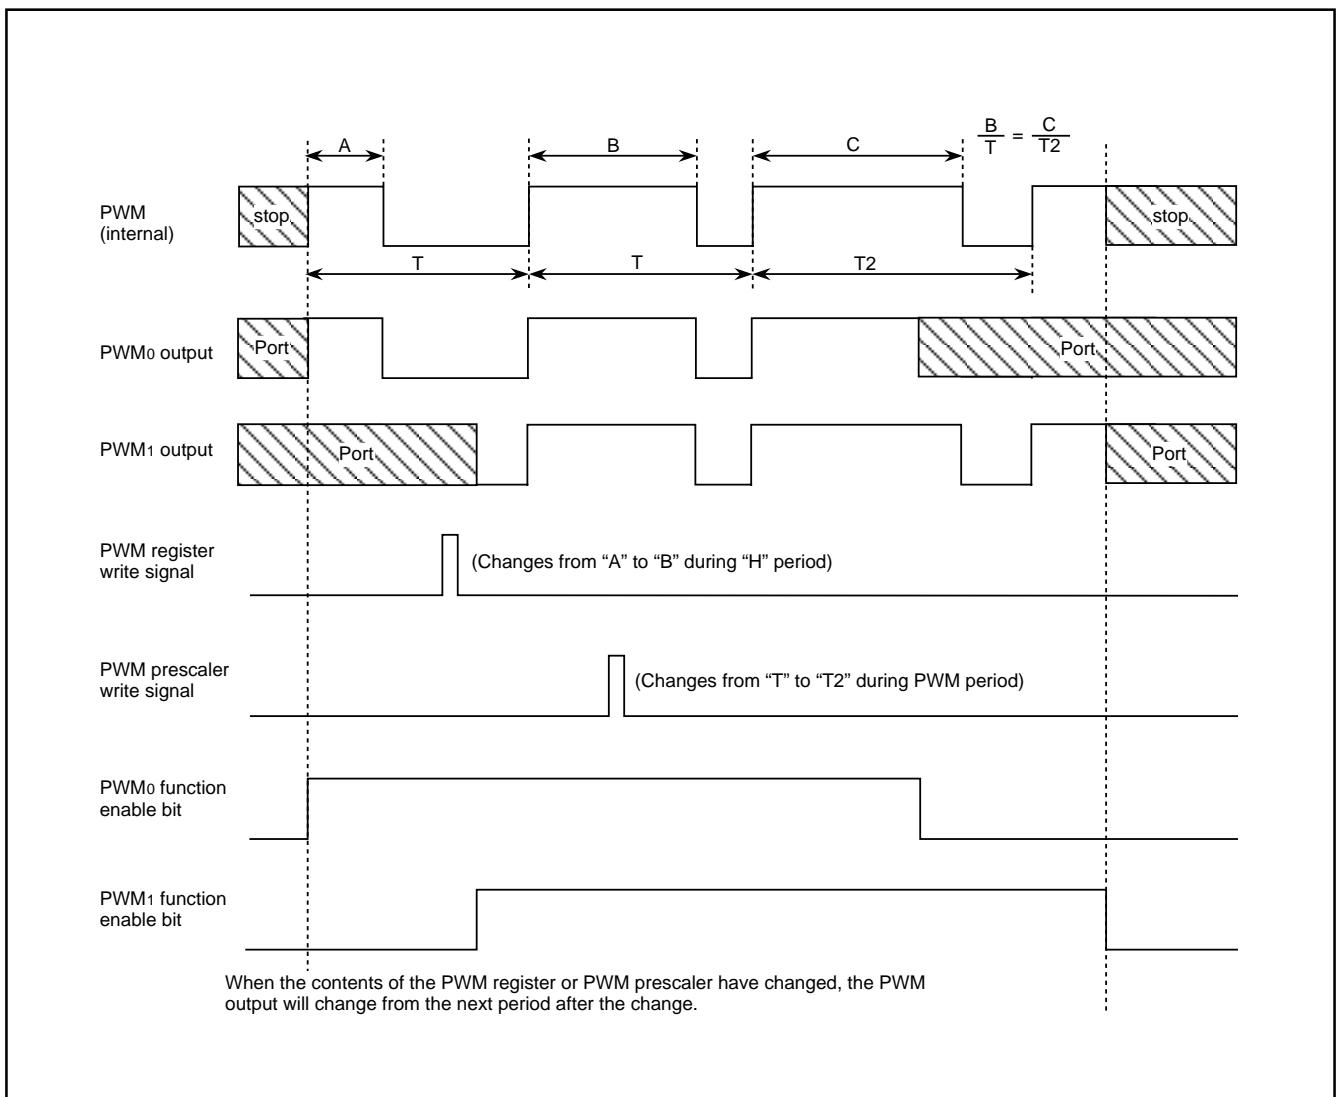 A
B
C
B/T = C/T2
PWM
(internal)
stop
stop
T
T
T2
PWM0 output
Port
Port
PWM1 output
Port
Port
PWM register
write signal
(Changes from “A” to “B” during “H” period)
PWM prescaler
write signal
(Changes from “T” to “T2” during PWM period)
PWM0 function
enable bit
PWM1 function
enable bit
When the contents of the PWM register or PWM prescaler have changed, the PWM
output will change from the next period after the change.